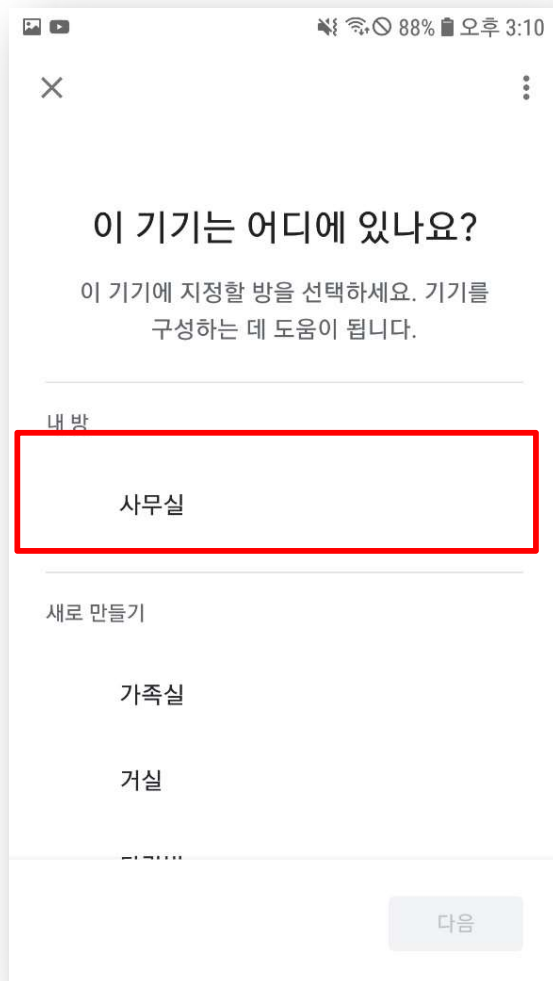 88% 오후 3:10
이 기기는 어디에 있나요?
이 기기에 지정할 방을 선택하세요. 기기를
구성하는 데 도움이 됩니다.
내 방
사무실
새로 만들기
가족실
거실
다음